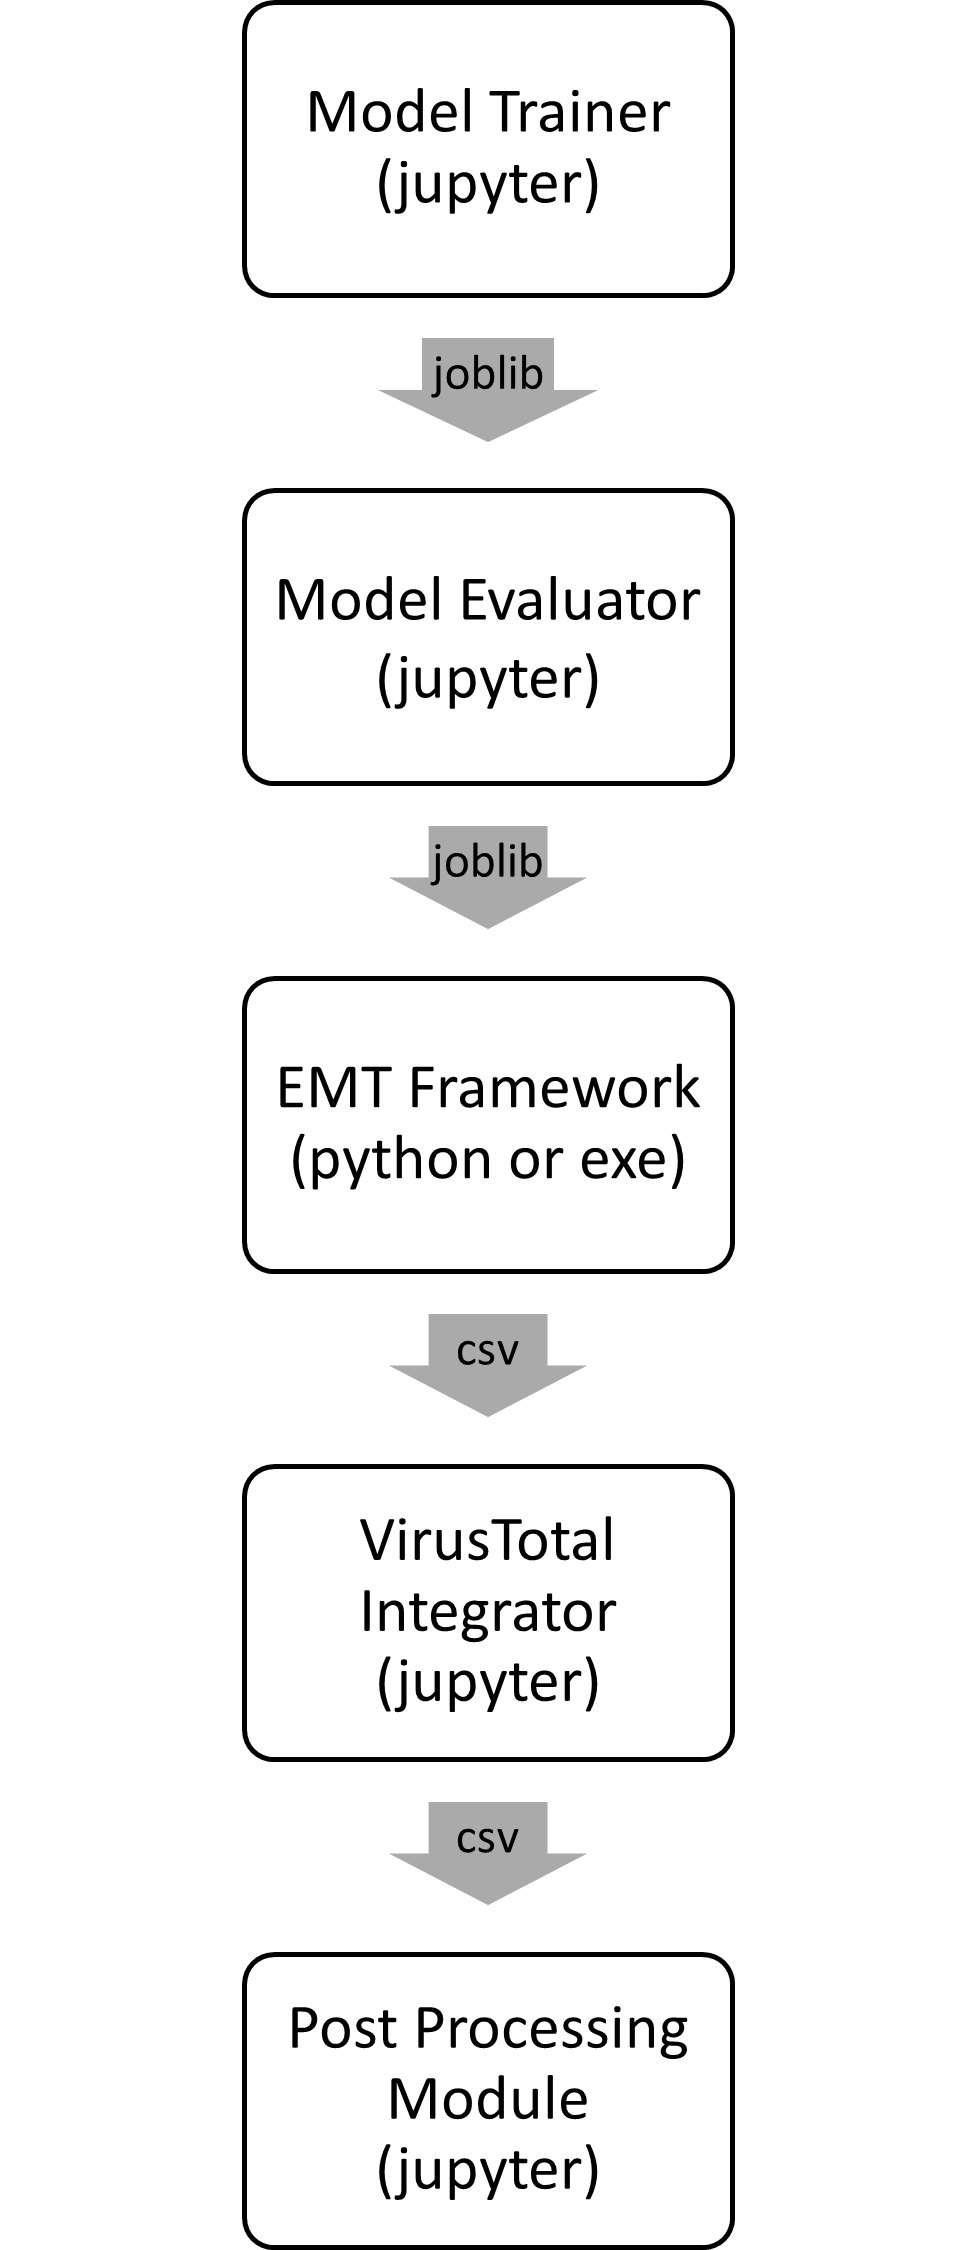 Model Trainer
(jupyter)
joblib
Model Evaluator
(jupyter)
joblib
EMT Framework
(python or exe)
csv
VirusTotal
Integrator
(jupyter)
csv
Post Processing
Module
(jupyter)